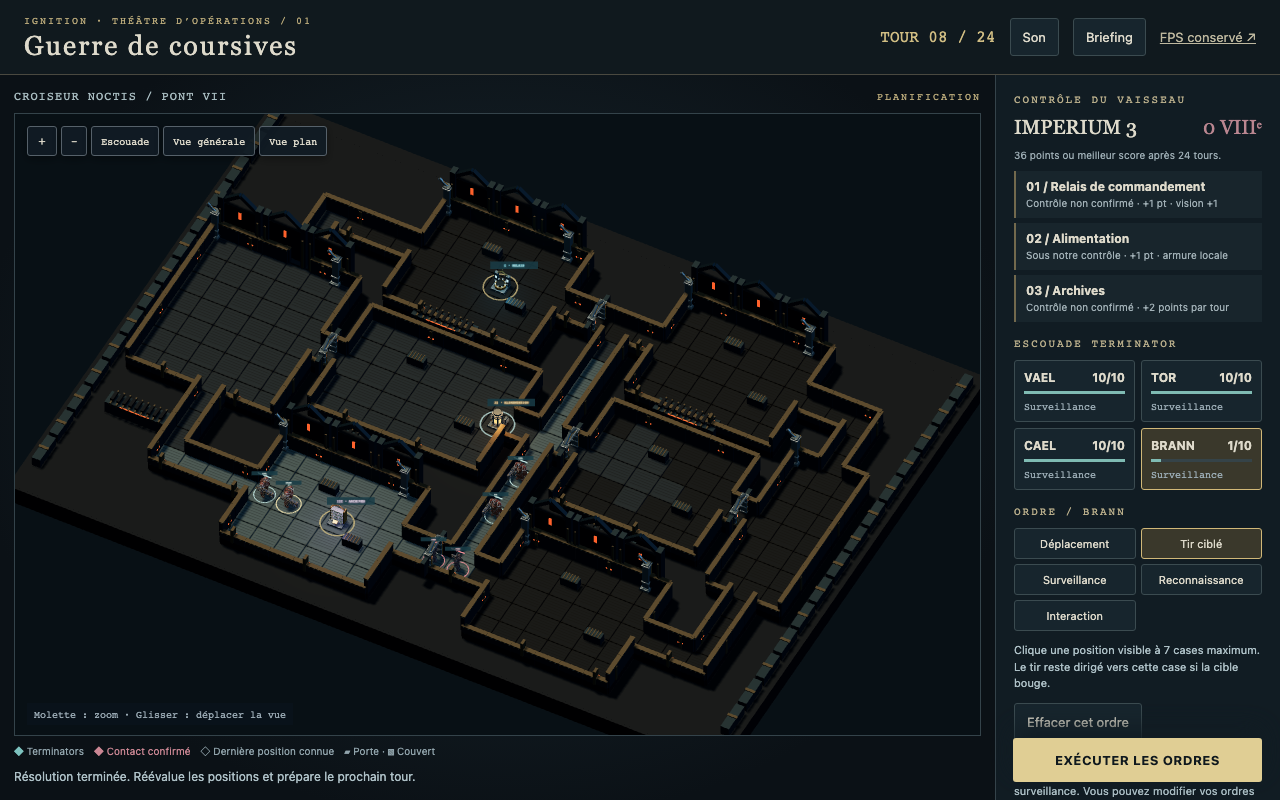 IGNITION • THÉÂTRE D’OPÉRATIONS / 01
Guerre de coursives
TOUR 08 / 24
Son
Briefing
FPS conservé ↗
CROISEUR NOCTIS / PONT VII
PLANIFICATION
+
−
Escouade
Vue générale
Vue plan
Molette : zoom • Glisser : déplacer la vue
Terminators
Contact confirmé
Dernière position connue
Porte · Couvert
Résolution terminée. Réévalue les positions et prépare le prochain tour.
CONTRÔLE DU VAISSEAU
IMPERIUM 3
0 VIIIᵉ
36 points ou meilleur score après 24 tours.
01 / Relais de commandement
Contrôle non confirmé · +1 pt · vision +1
02 / Alimentation
Sous notre contrôle · +1 pt · armure locale
03 / Archives
Contrôle non confirmé · +2 points par tour
ESCOUADE TERMINATOR
VAEL 10/10
Surveillance
TOR 10/10
Surveillance
CAEL 10/10
Surveillance
BRANN 1/10
Surveillance
ORDRE / BRANN
Déplacement
Tir ciblé
Surveillance
Reconnaissance
Interaction
Clique une position visible à 7 cases maximum.
Le tir reste dirigé vers cette case si la cible
bouge.
Effacer cet ordre
EXÉCUTER LES ORDRES
surveillance. Vous pouvez modifier vos ordres